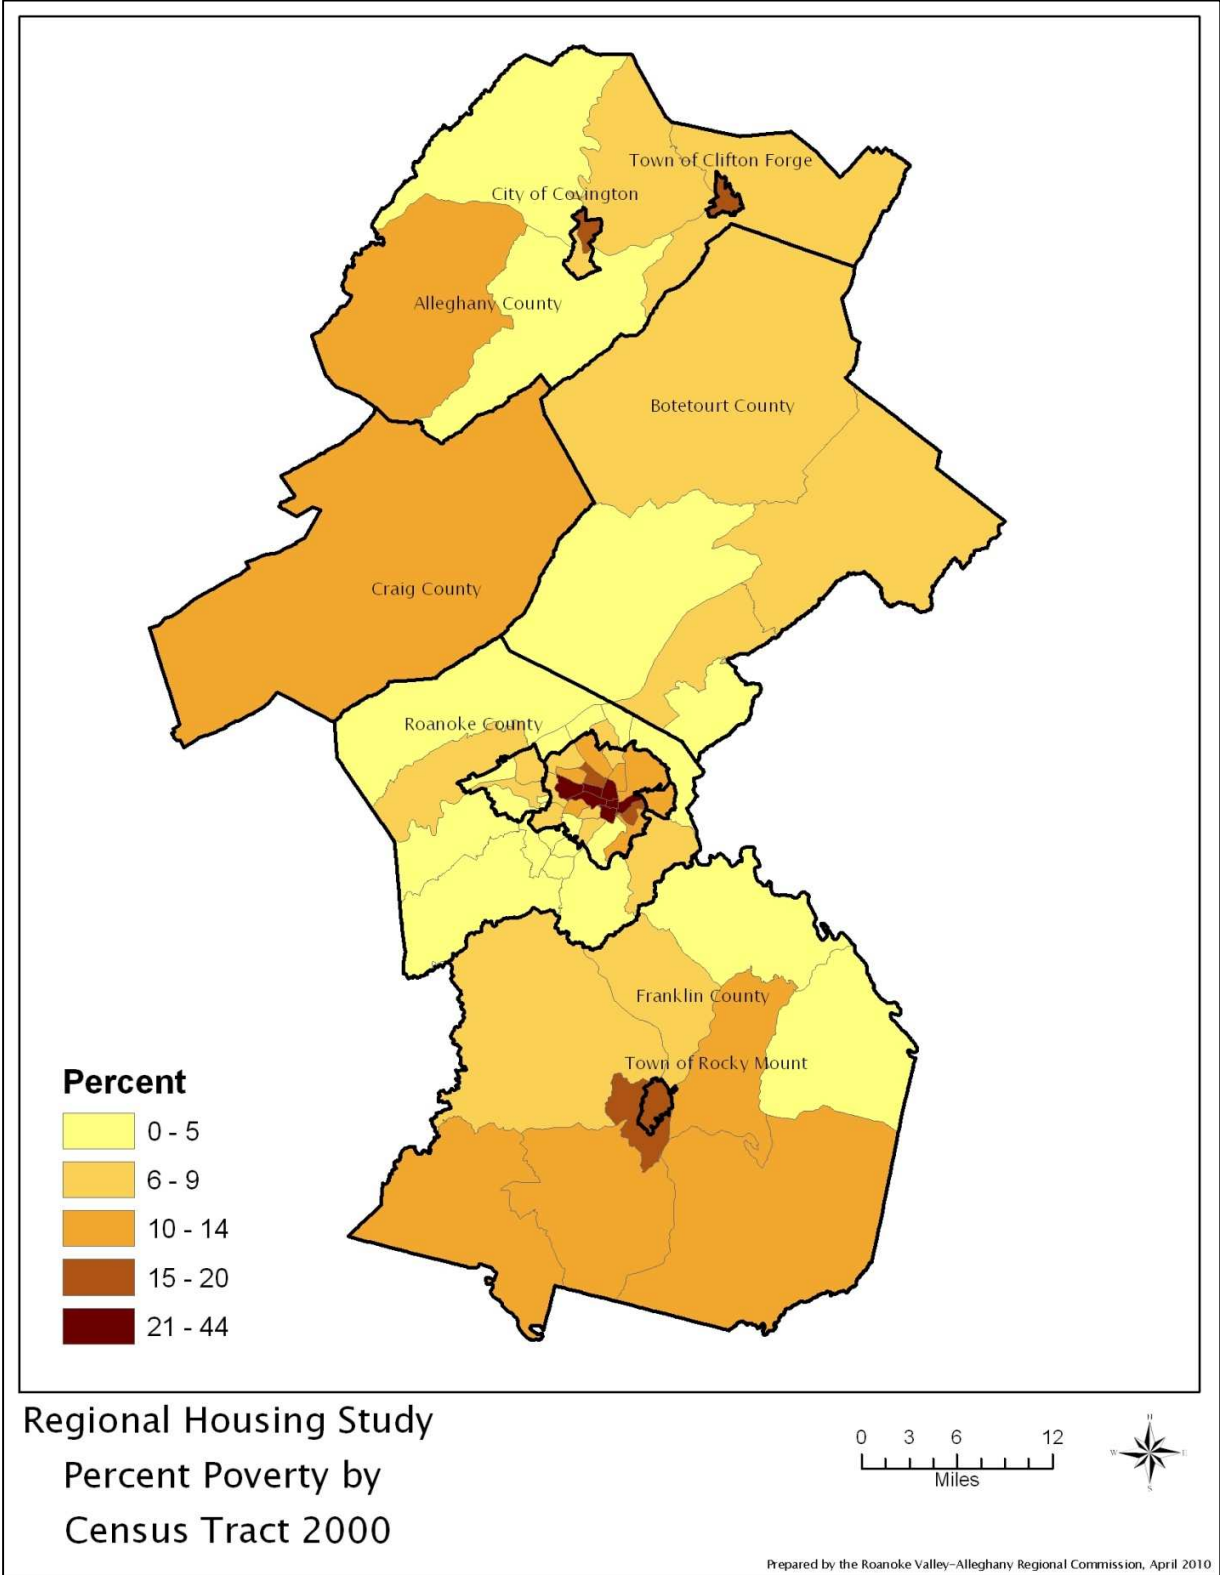 Town of Clifton Forge
City of Covington
Alleghany County
Botetourt County
Craig County
Roanoke County
Franklin County
Town of Rocky Mount
Percent
0 - 5
6 - 9
10 - 14
15 - 20
21 - 44
Regional Housing Study
Percent Poverty by
Census Tract 2000
0 3 6 12
Miles
N
W E
S
Prepared by the Roanoke Valley-Alleghany Regional Commission, April 2010